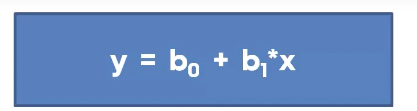 y = b₀ + b₁*x